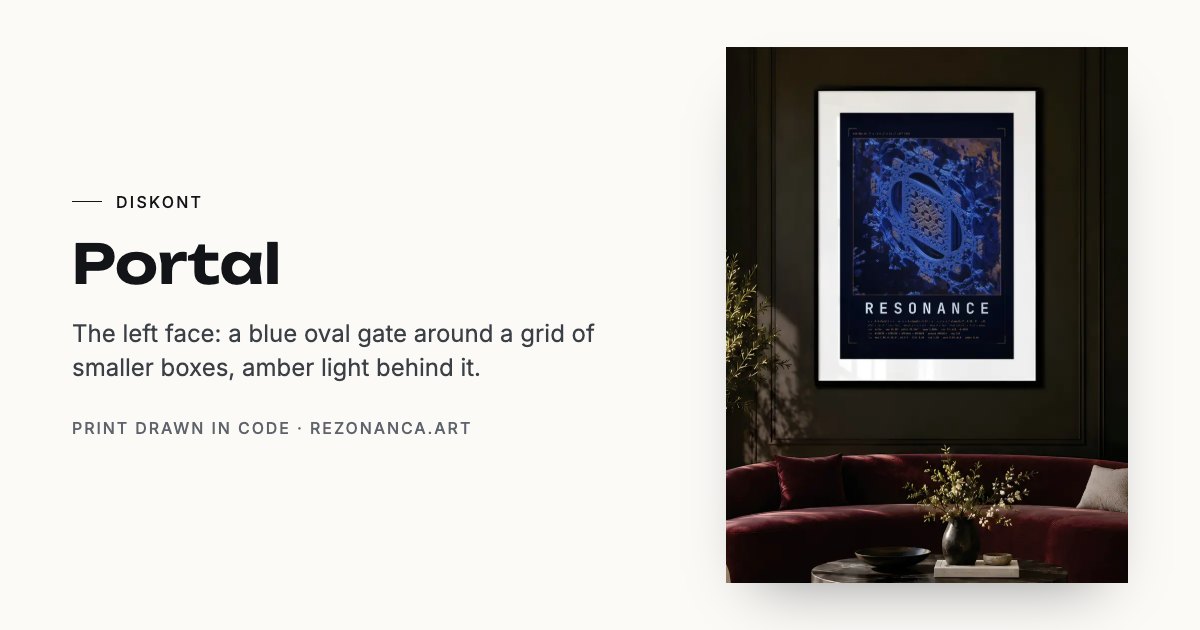 DISKONT
Portal
The left face: a blue oval gate around a grid of
smaller boxes, amber light behind it.
PRINT DRAWN IN CODE · REZONANCA.ART
RESONANCE